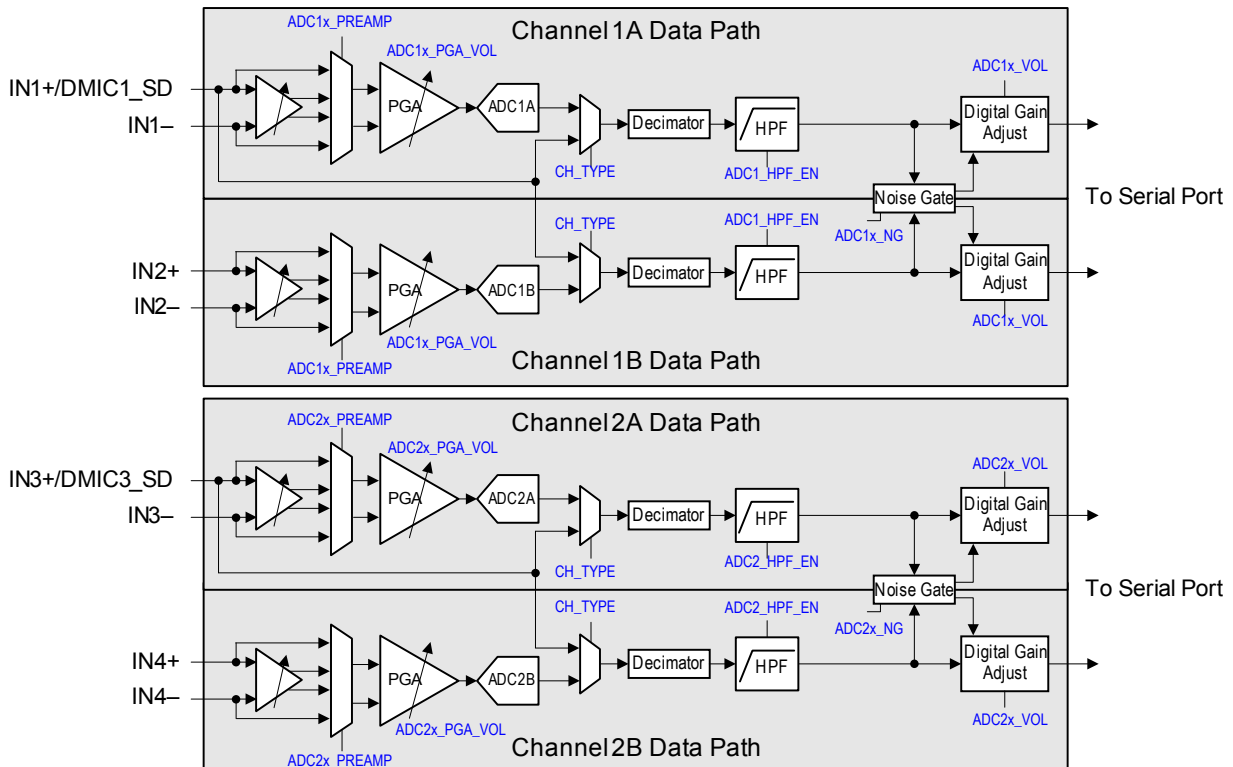 ADC1x_PREAMP
Channel 1A Data Path
ADC1x_PGA_VOL
ADC1x_VOL
IN1+/DMIC1_SD
IN1–
PGA
ADC1A
Decimator
HPF
Digital Gain
Adjust
CH_TYPE
ADC1_HPF_EN
Noise Gate
To Serial Port
CH_TYPE
ADC1_HPF_EN
ADC1x_NG
IN2+
IN2–
PGA
ADC1B
Decimator
HPF
Digital Gain
Adjust
ADC1x_VOL
ADC1x_PGA_VOL
ADC1x_PREAMP
Channel 1B Data Path
ADC2x_PREAMP
Channel 2A Data Path
ADC2x_PGA_VOL
ADC2x_VOL
IN3+/DMIC3_SD
IN3–
PGA
ADC2A
Decimator
HPF
Digital Gain
Adjust
CH_TYPE
ADC2_HPF_EN
Noise Gate
To Serial Port
CH_TYPE
ADC2_HPF_EN
ADC2x_NG
IN4+
IN4–
PGA
ADC2B
Decimator
HPF
Digital Gain
Adjust
ADC2x_VOL
ADC2x_PGA_VOL
Channel 2B Data Path
ADC2x_PREAMP